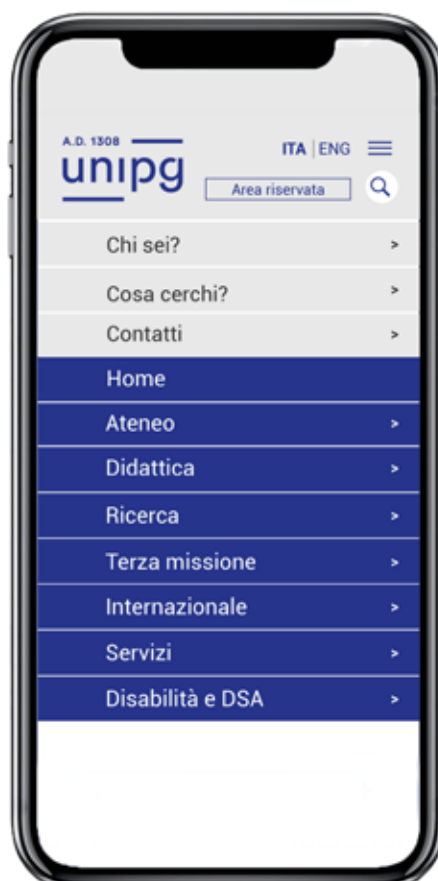 A.D. 1308
unipg
ITA | ENG
Area riservata
Chi sei? >
Cosa cerchi? >
Contatti >
Home
Ateneo >
Didattica >
Ricerca >
Terza missione >
Internazionale >
Servizi >
Disabilità e DSA >